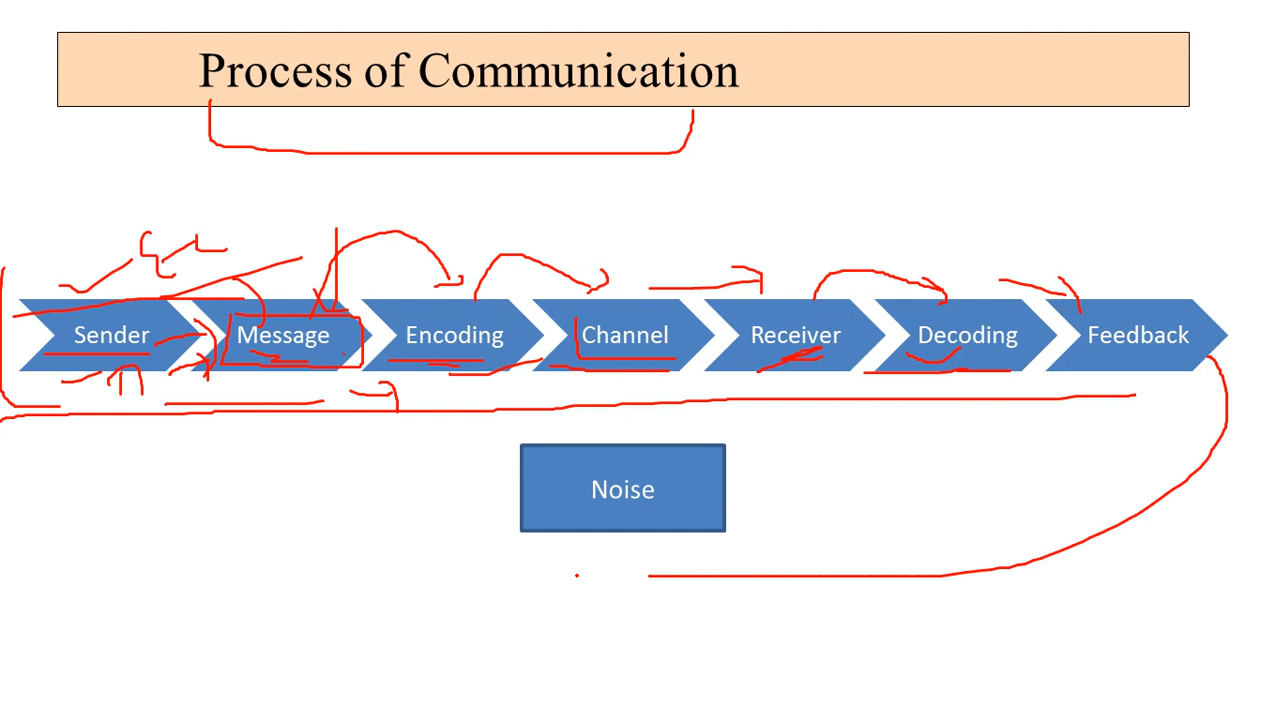 Process of Communication
Sender Message Encoding Channel Receiver Decoding Feedback
Noise